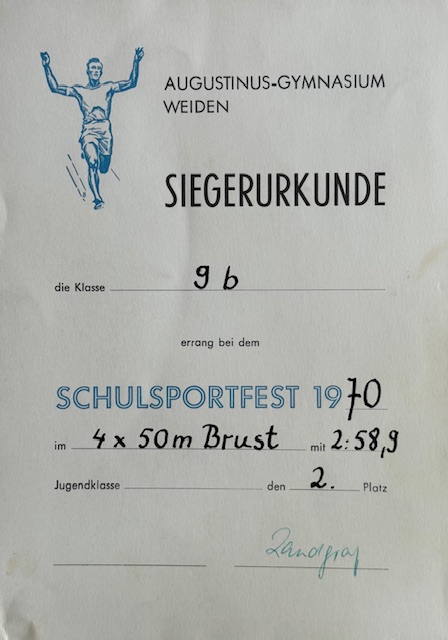 AUGUSTINUS-GYMNASIUM
WEIDEN
SIEGERURKUNDE
die Klasse 9 b
errang bei dem
SCHULSPORTFEST 1970
im 4 x 50 m Brust mit 2:58,9
Jugendklasse den 2. Platz
Landgraf